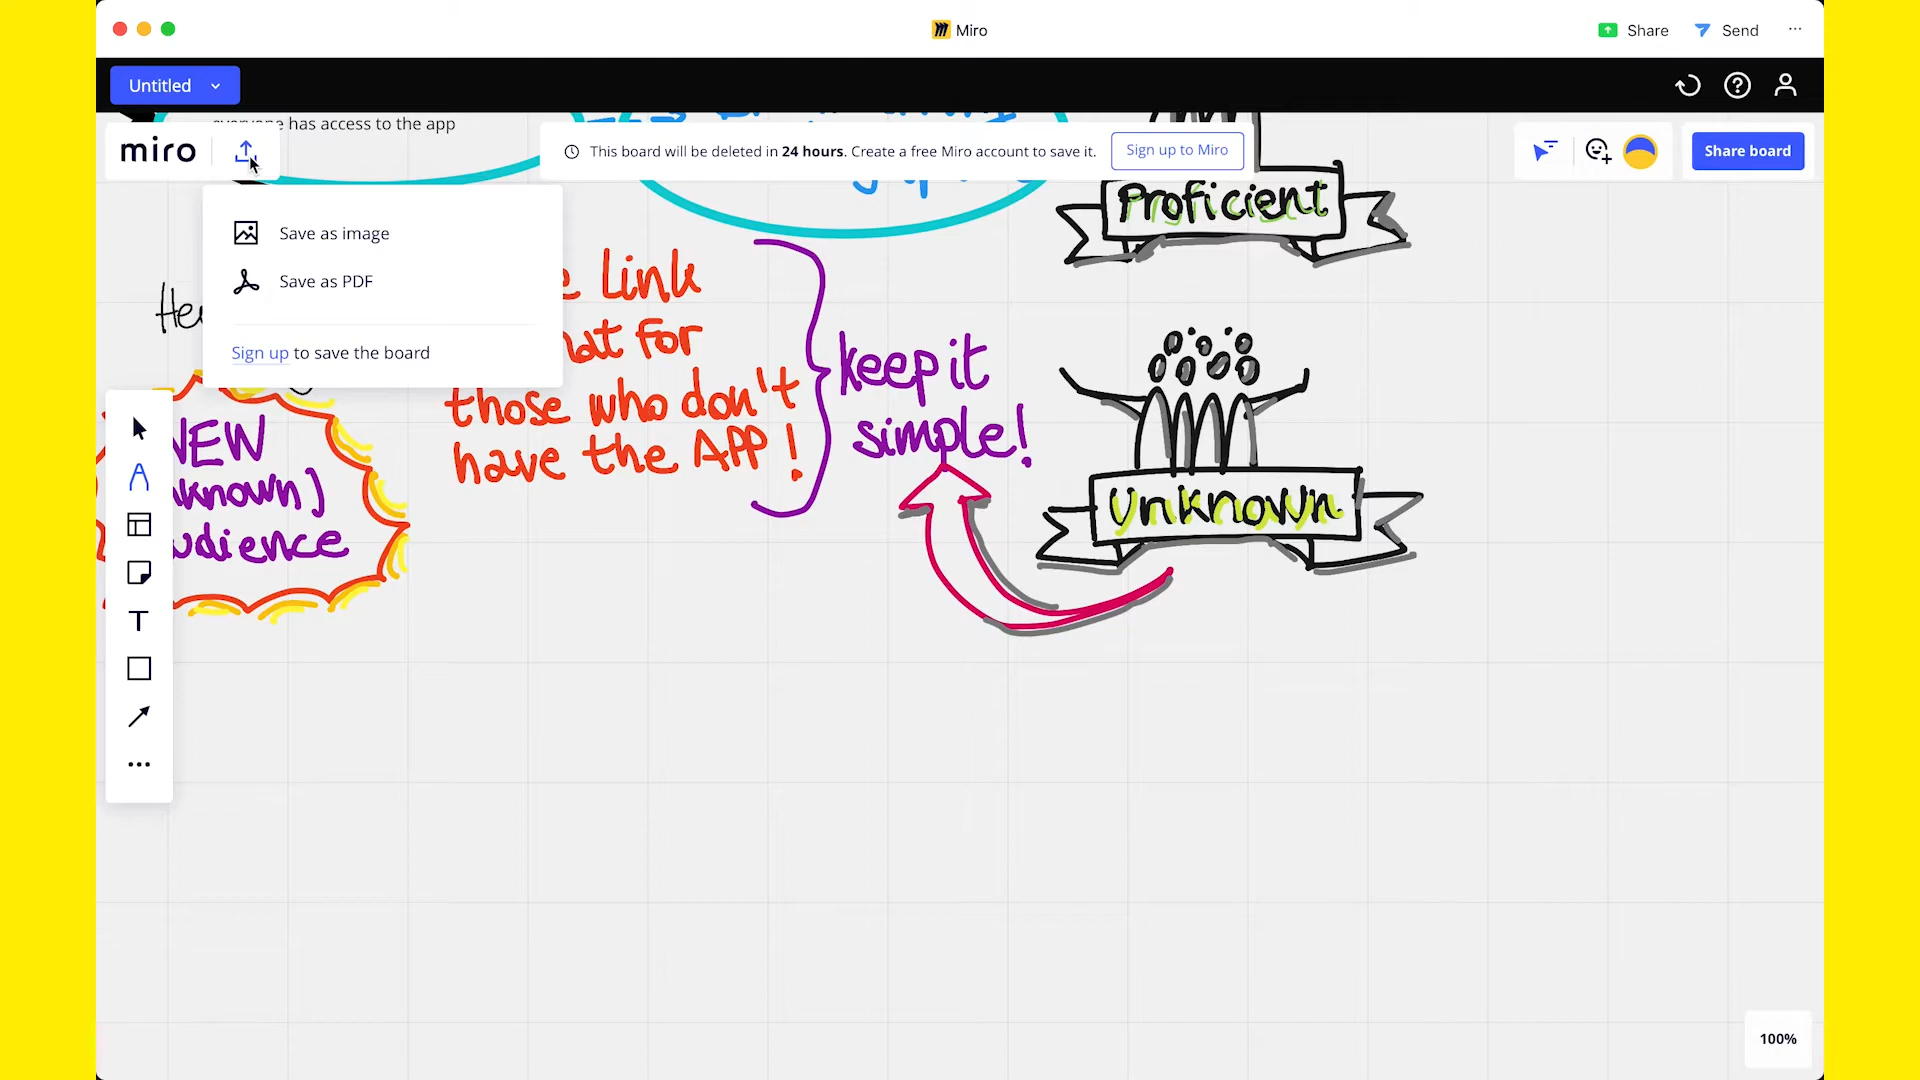 Miro
Share
Send
Untitled
everyone has access to the app
miro
This board will be deleted in 24 hours. Create a free Miro account to save it.
Sign up to Miro
Share board
Save as image
Save as PDF
Sign up to save the board
Proficient
link
for
those who don't
have the APP!
keep it
simple!
NEW
udience
Unknown
100%